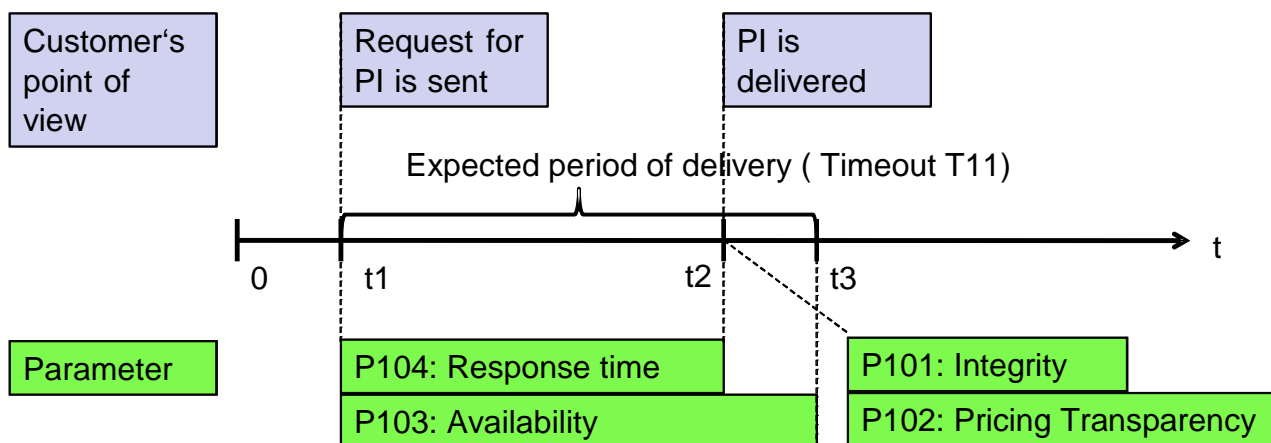 Customer‘s
point of
view
Request for
PI is sent
PI is
delivered
Expected period of delivery ( Timeout T11)
t
0
t1
t2
t3
Parameter
P104: Response time
P103: Availability
P101: Integrity
P102: Pricing Transparency